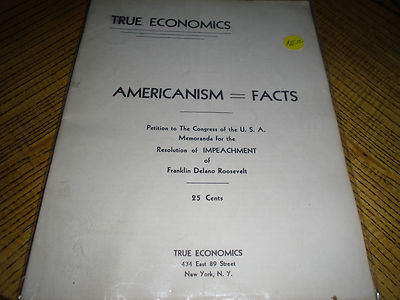 TRUE ECONOMICS
AMERICANISM = FACTS
Petition to The Congress of the U. S. A.
Memoranda for the
Resolution of IMPEACHMENT
of
Franklin Delano Roosevelt
25 Cents
TRUE ECONOMICS
434 East 89 Street
New York, N. Y.